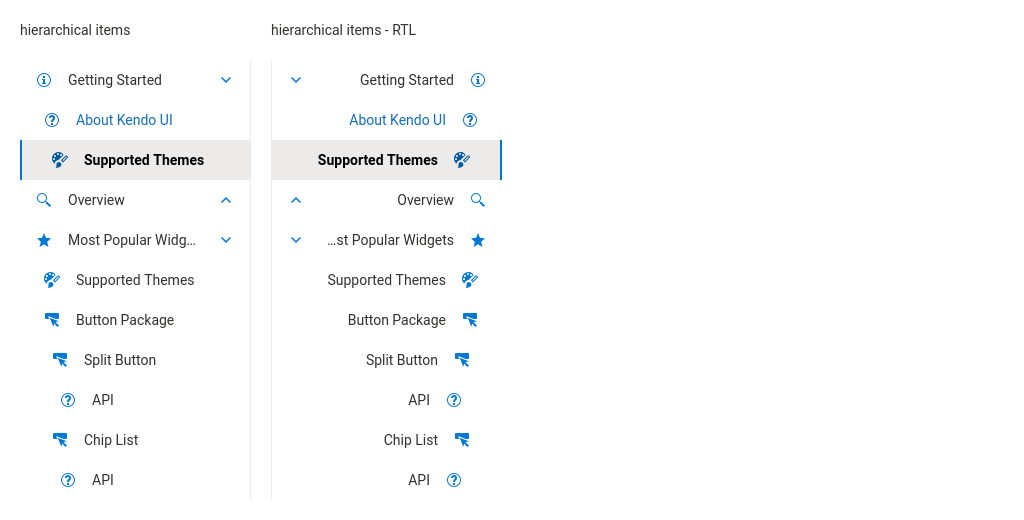 hierarchical items
Getting Started
About Kendo UI
Supported Themes
Overview
Most Popular Widg…
Supported Themes
Button Package
Split Button
API
Chip List
API
hierarchical items - RTL
Getting Started
About Kendo UI
Supported Themes
Overview
…st Popular Widgets
Supported Themes
Button Package
Split Button
API
Chip List
API